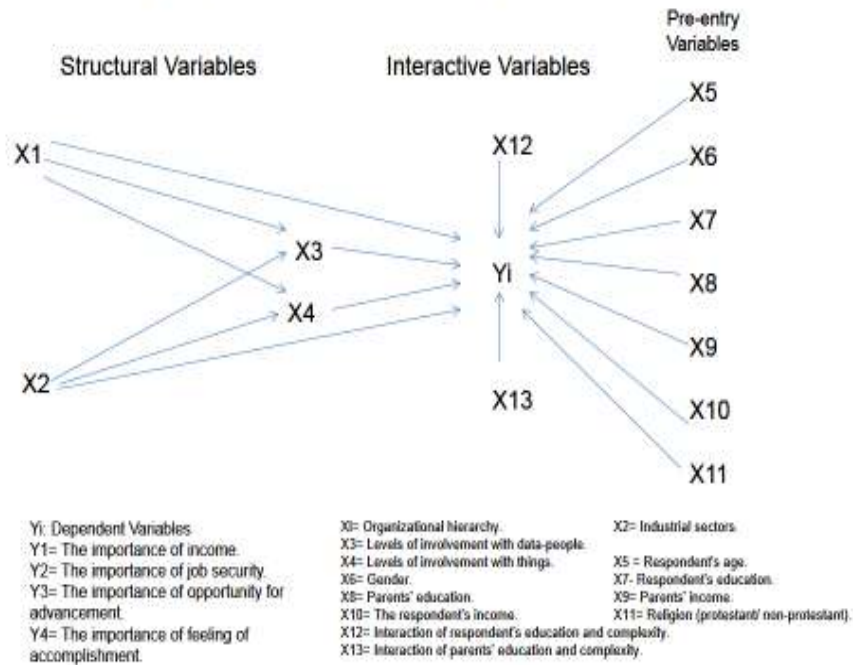 Pre-entry
Variables
Structural Variables
Interactive Variables
X5
X1
X12
X6
X7
X3
Yi
X8
X4
X9
X2
X13
X10
X11
Yi: Dependent Variables
Y1= The importance of income.
Y2= The importance of job security.
Y3= The importance of opportunity for
advancement.
Y4= The importance of feeling of
accomplishment.
XI= Organizational hierarchy.
X2= Industrial sectors.
X3= Levels of involvement with data-people.
X4= Levels of involvement with things.
X5 = Respondent's age.
X6= Gender.
X7- Respondent's education.
X8= Parents' education.
X9= Parents' income.
X10= The respondent's income.
X11= Religion (protestant/ non-protestant).
X12= Interaction of respondent's education and complexity.
X13= Interaction of parents' education and complexity.